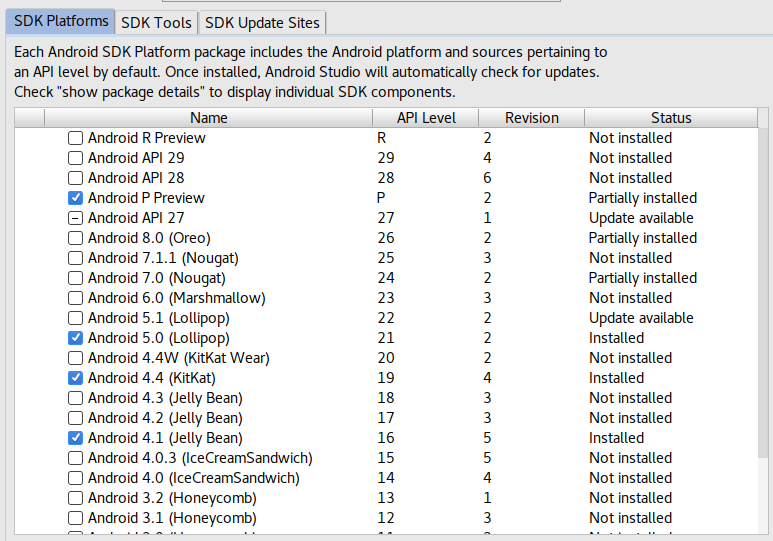 SDK Platforms SDK Tools SDK Update Sites
Each Android SDK Platform package includes the Android platform and sources pertaining to
an API level by default. Once installed, Android Studio will automatically check for updates.
Check "show package details" to display individual SDK components.
Name API Level Revision Status
Android R Preview R 2 Not installed
Android API 29 29 4 Not installed
Android API 28 28 6 Not installed
Android P Preview P 2 Partially installed
Android API 27 27 1 Update available
Android 8.0 (Oreo) 26 2 Partially installed
Android 7.1.1 (Nougat) 25 3 Not installed
Android 7.0 (Nougat) 24 2 Partially installed
Android 6.0 (Marshmallow) 23 3 Not installed
Android 5.1 (Lollipop) 22 2 Update available
Android 5.0 (Lollipop) 21 2 Installed
Android 4.4W (KitKat Wear) 20 2 Not installed
Android 4.4 (KitKat) 19 4 Installed
Android 4.3 (Jelly Bean) 18 3 Not installed
Android 4.2 (Jelly Bean) 17 3 Not installed
Android 4.1 (Jelly Bean) 16 5 Installed
Android 4.0.3 (IceCreamSandwich) 15 5 Not installed
Android 4.0 (IceCreamSandwich) 14 4 Not installed
Android 3.2 (Honeycomb) 13 1 Not installed
Android 3.1 (Honeycomb) 12 3 Not installed